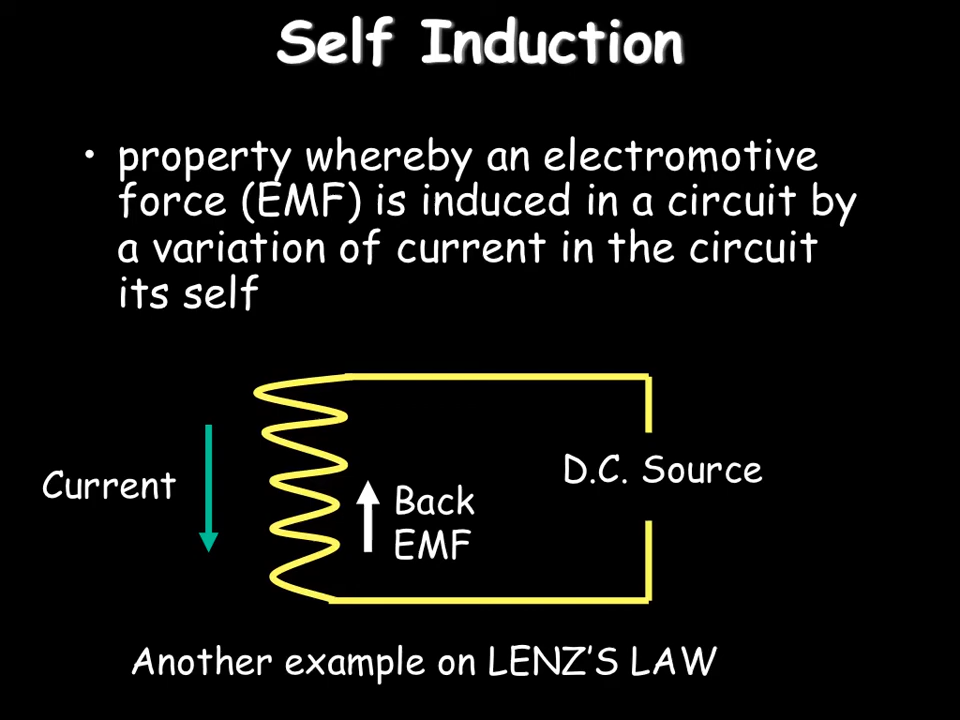 Self Induction
• property whereby an electromotive
force (EMF) is induced in a circuit by
a variation of current in the circuit
its self
Current
D.C. Source
Back
EMF
Another example on LENZ'S LAW